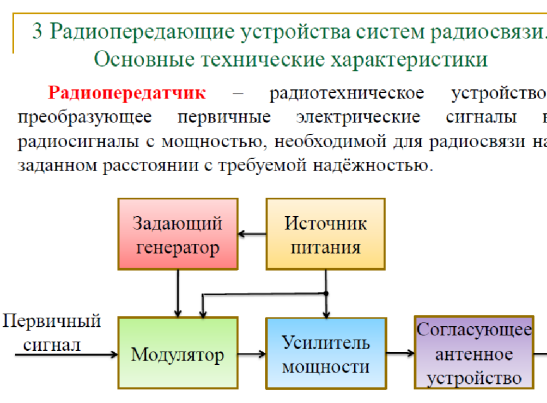 3 Радиопередающие устройства систем радиосвязи.
Основные технические характеристики
Радиопередатчик – радиотехническое устройство
преобразующее первичные электрические сигналы в
радиосигналы с мощностью, необходимой для радиосвязи на
заданном расстоянии с требуемой надёжностью.
Задающий
генератор
Источник
питания
Первичный
сигнал
Модулятор
Усилитель
мощности
Согласующее
антенное
устройство